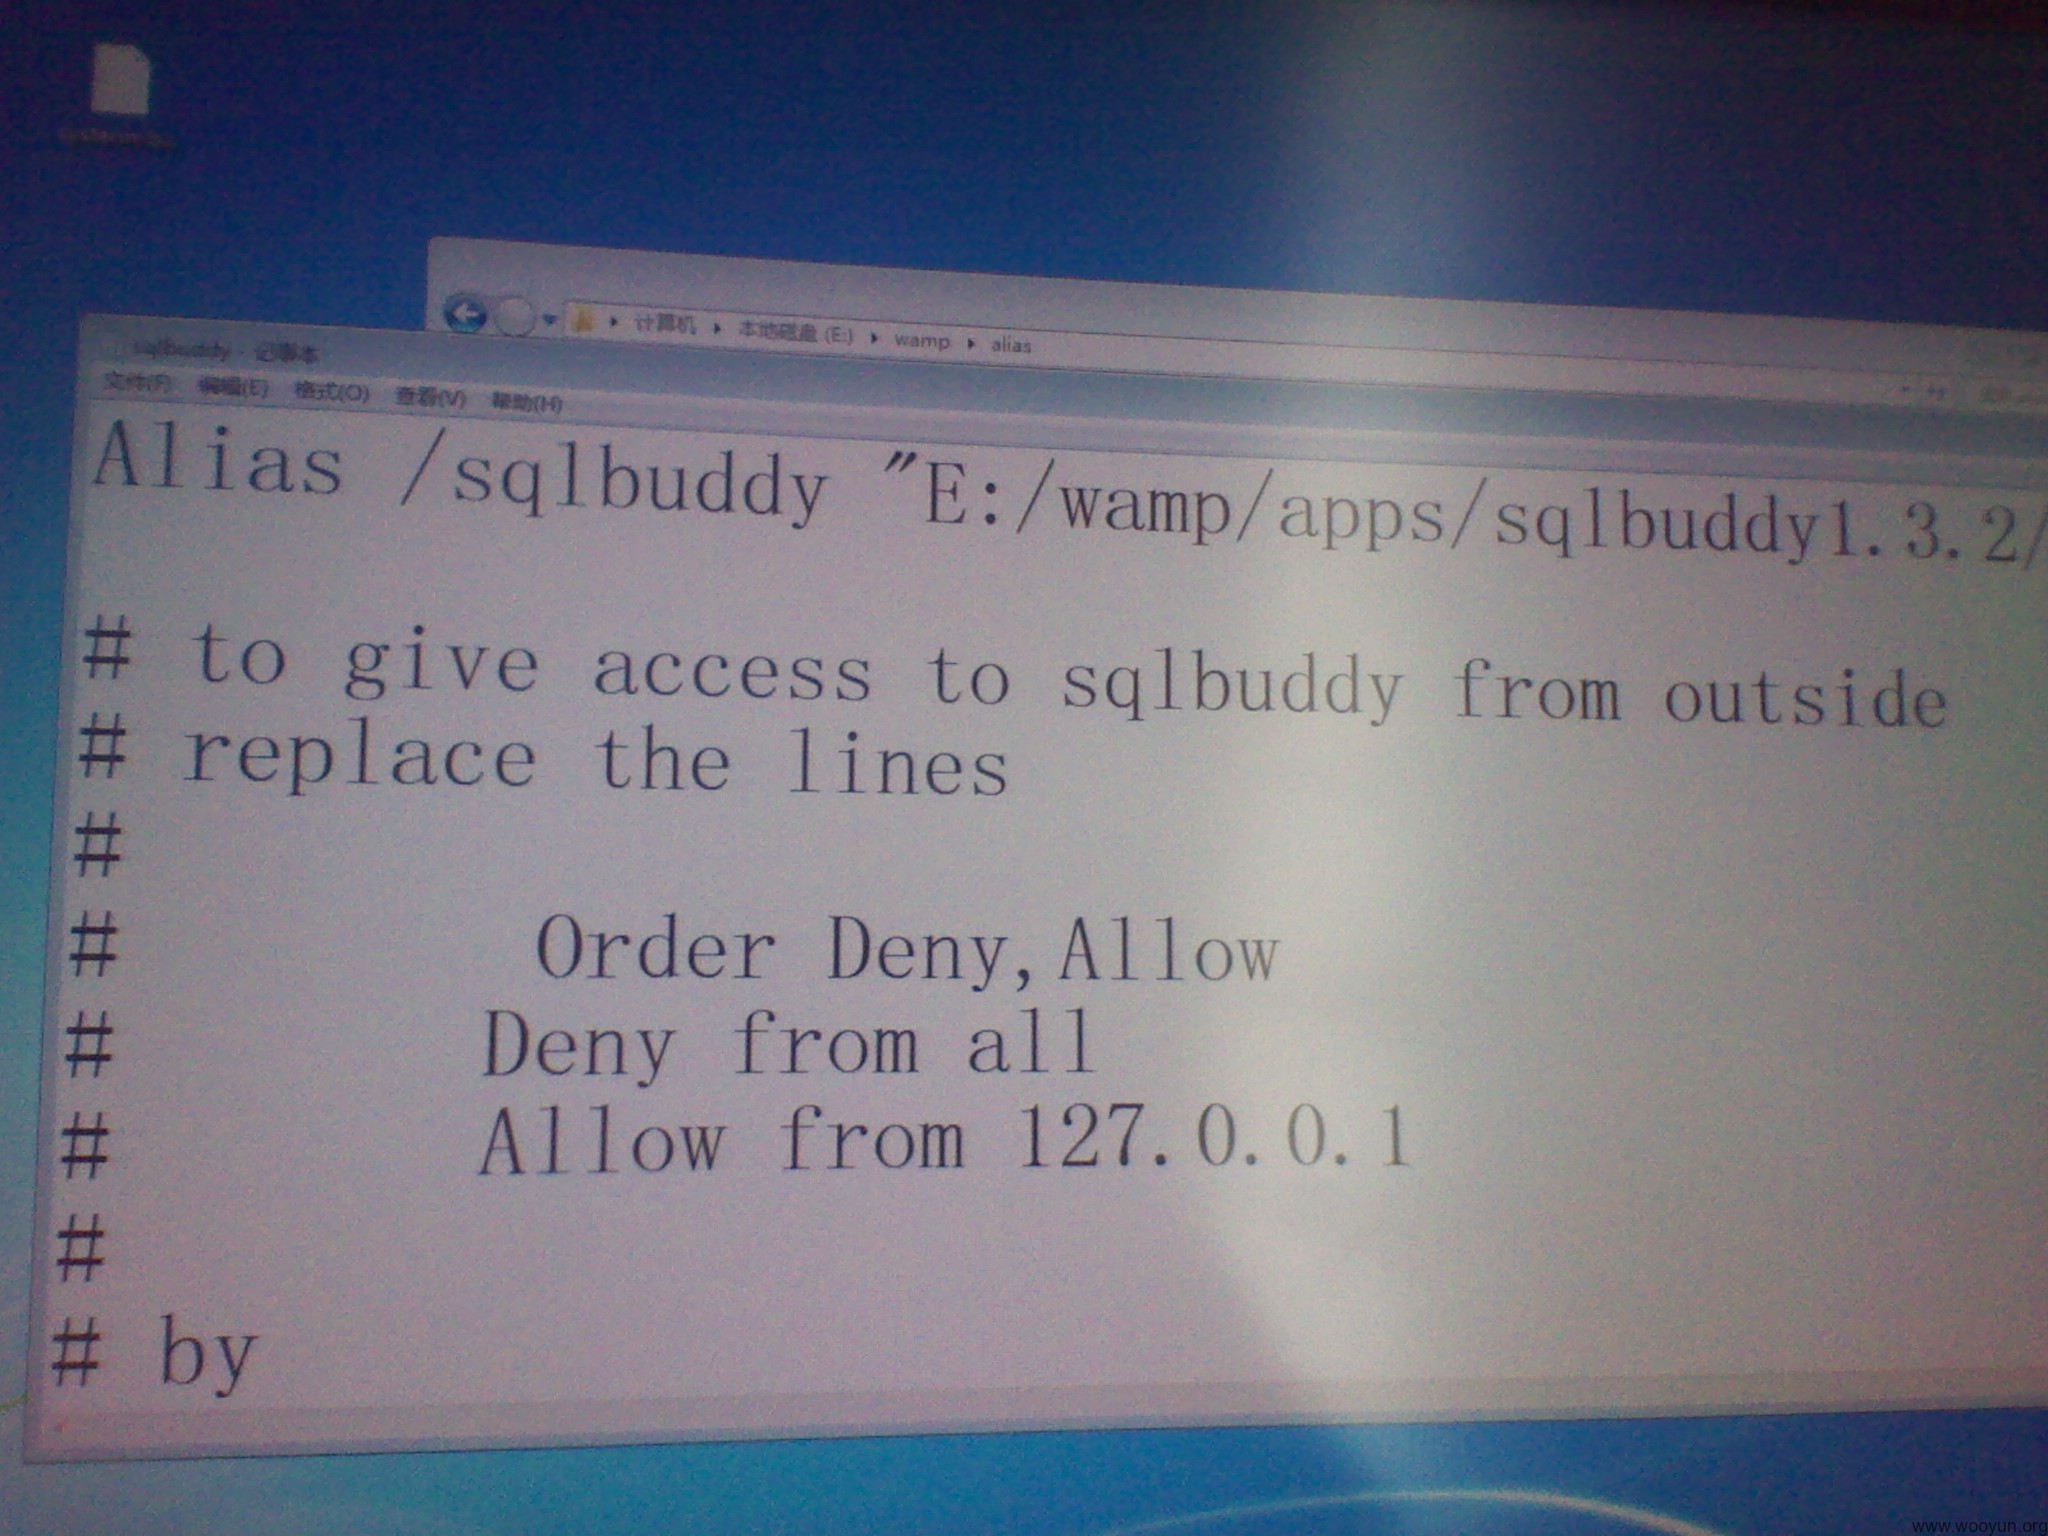 计算机 本地磁盘 (E:) wamp alias
sqlbuddy - 记事本
文件(F) 编辑(E) 格式(O) 查看(V) 帮助(H)
Alias /sqlbuddy "E:/wamp/apps/sqlbuddy1.3.2/
# to give access to sqlbuddy from outside
# replace the lines
#
# Order Deny,Allow
# Deny from all
# Allow from 127.0.0.1
#
# by
www.wooyun.org